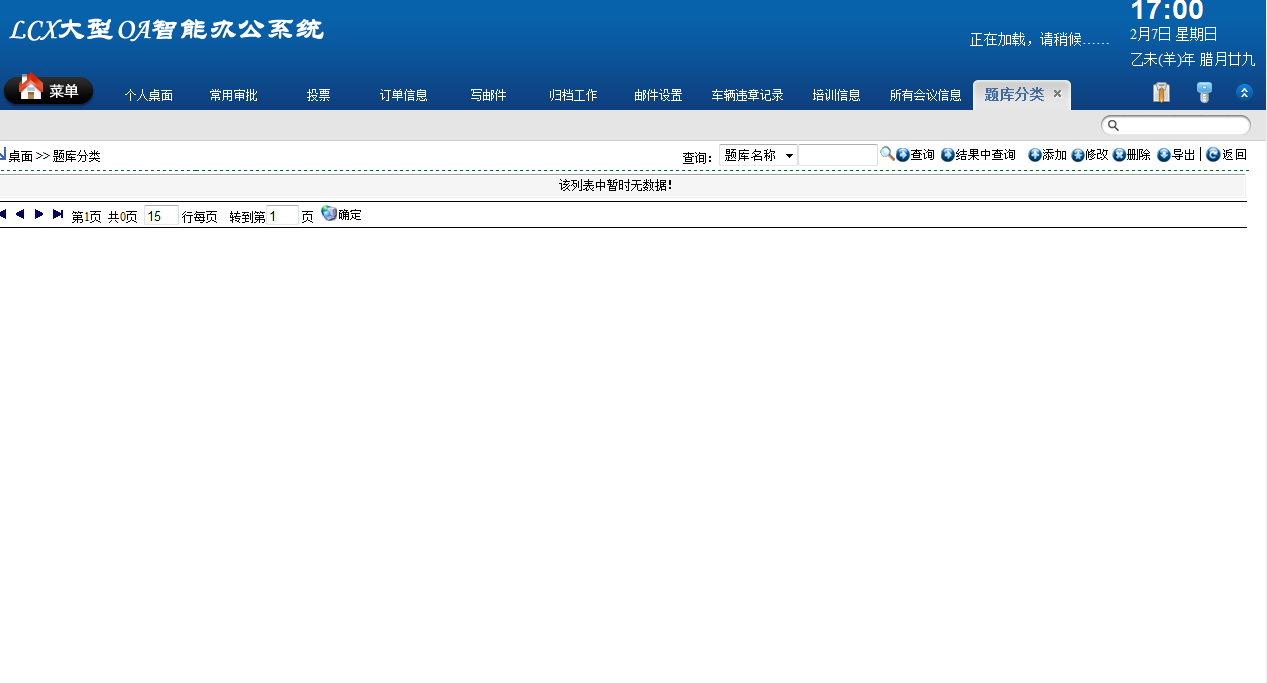 LCX大型OA智能办公系统
17:00
正在加载，请稍候……
2月7日 星期日
乙未(羊)年 腊月廿九
菜单 个人桌面 常用审批 投票 订单信息 写邮件 归档工作 邮件设置 车辆违章记录 培训信息 所有会议信息 题库分类 ×
桌面 >> 题库分类 查询： 题库名称 查询 结果中查询 添加 修改 删除 导出 | 返回
该列表中暂时无数据！
第1页 共0页 15 行每页 转到第 1 页 确定